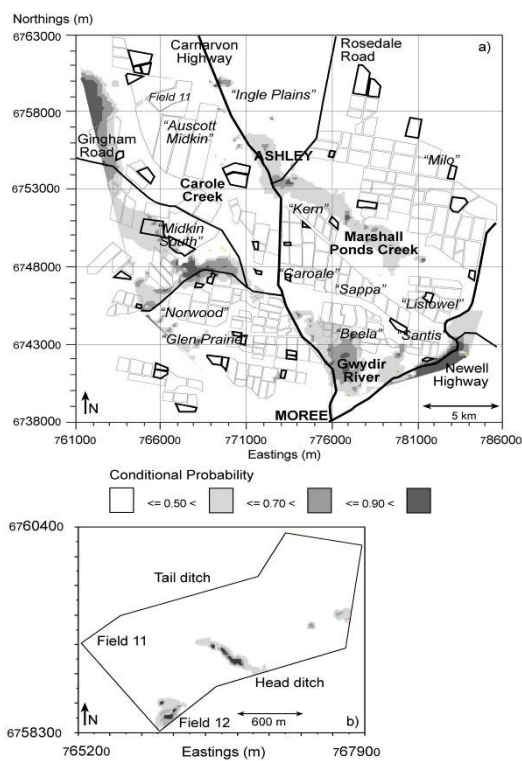 Northings (m)
6763000
6758000
6753000
6748000
6743000
6738000
a)
Carnarvon
Highway
Rosedale
Road
Field 11
"Ingle Plains"
"Auscott
Midkin"
Gingham
Road
ASHLEY
"Milo"
Carole
Creek
"Kern"
"Midkin
South"
Marshall
Ponds Creek
"Caroale"
"Sappa"
"Listowel"
"Norwood"
"Beela"
"Santis"
"Glen Prairie"
Gwydir
River
Newell
Highway
MOREE
N
5 km
761000 766000 771000 776000 781000 786000
Eastings (m)
Conditional Probability
<= 0.50 < <= 0.70 < <= 0.90 <
6760400
Tail ditch
Field 11
Head ditch
Field 12
N
600 m
b)
6758300
765200 Eastings (m) 767900